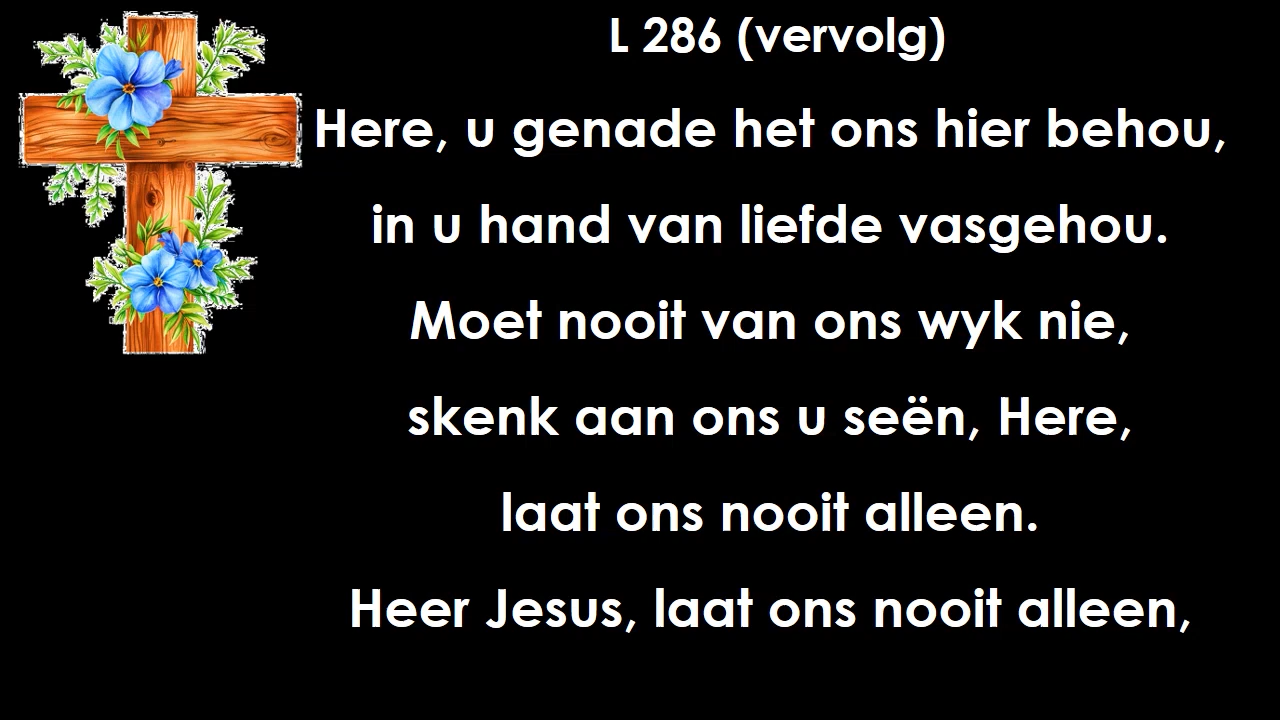 L 286 (vervolg)
Here, u genade het ons hier behou,
in u hand van liefde vasgehou.
Moet nooit van ons wyk nie,
skenk aan ons u seën, Here,
laat ons nooit alleen.
Heer Jesus, laat ons nooit alleen,